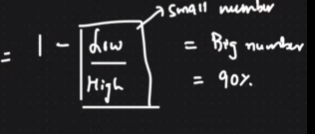 → Small number
= 1 - Low = Big number
High = 90%.